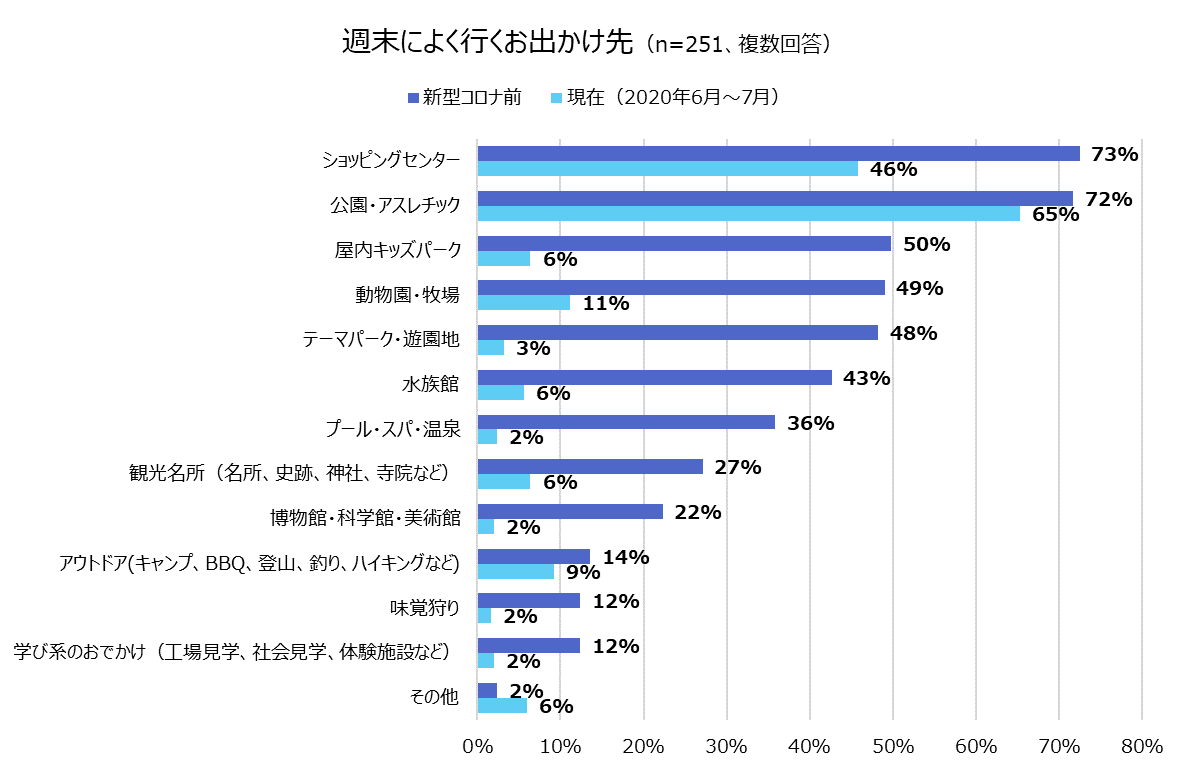 週末によく行くお出かけ先（n=251、複数回答）
新型コロナ前 現在（2020年6月～7月）
ショッピングセンター 73% 46%
公園・アスレチック 72% 65%
屋内キッズパーク 50% 6%
動物園・牧場 49% 11%
テーマパーク・遊園地 48% 3%
水族館 43% 6%
プール・スパ・温泉 36% 2%
観光名所（名所、史跡、神社、寺院など） 27% 6%
博物館・科学館・美術館 22% 2%
アウトドア(キャンプ、BBQ、登山、釣り、ハイキングなど) 14% 9%
味覚狩り 12% 2%
学び系のおでかけ（工場見学、社会見学、体験施設など） 12% 2%
その他 2% 6%
0% 10% 20% 30% 40% 50% 60% 70% 80%